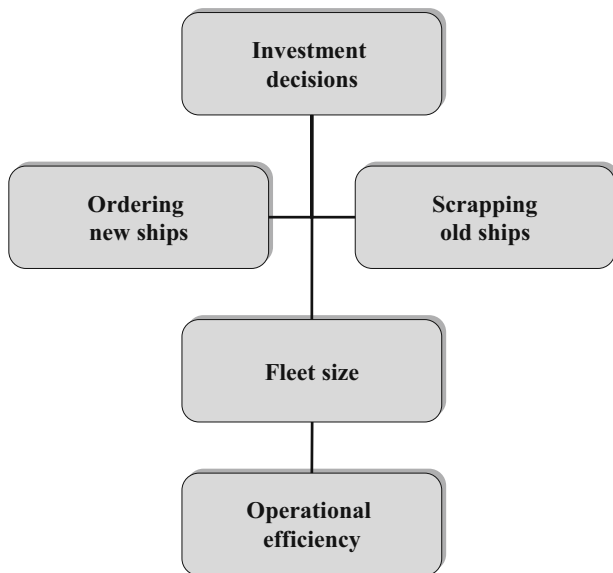 Investment
decisions
Ordering
new ships
Scrapping
old ships
Fleet size
Operational
efficiency